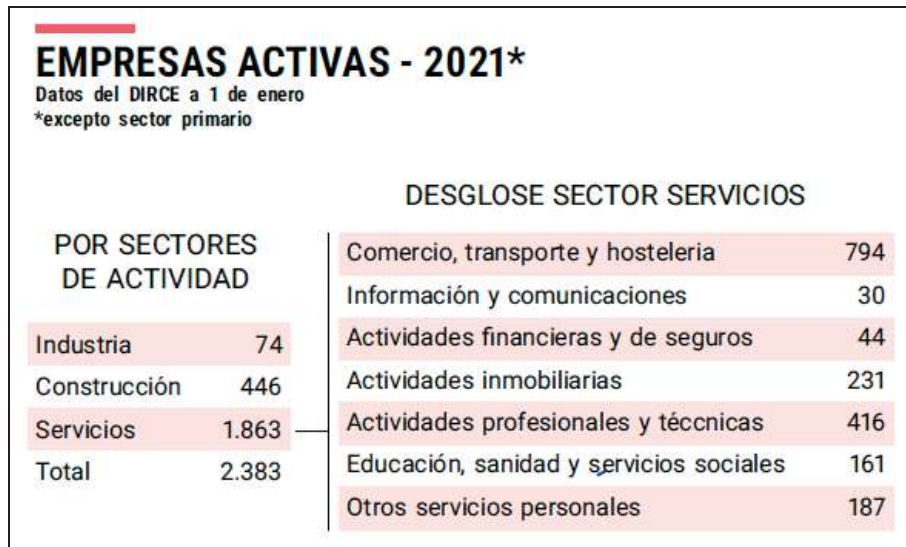 EMPRESAS ACTIVAS - 2021*
Datos del DIRCE a 1 de enero
*excepto sector primario
POR SECTORES
DE ACTIVIDAD
Industria 74
Construcción 446
Servicios 1.863
Total 2.383
DESGLOSE SECTOR SERVICIOS
Comercio, transporte y hosteleria 794
Información y comunicaciones 30
Actividades financieras y de seguros 44
Actividades inmobiliarias 231
Actividades profesionales y téccnicas 416
Educación, sanidad y servicios sociales 161
Otros servicios personales 187